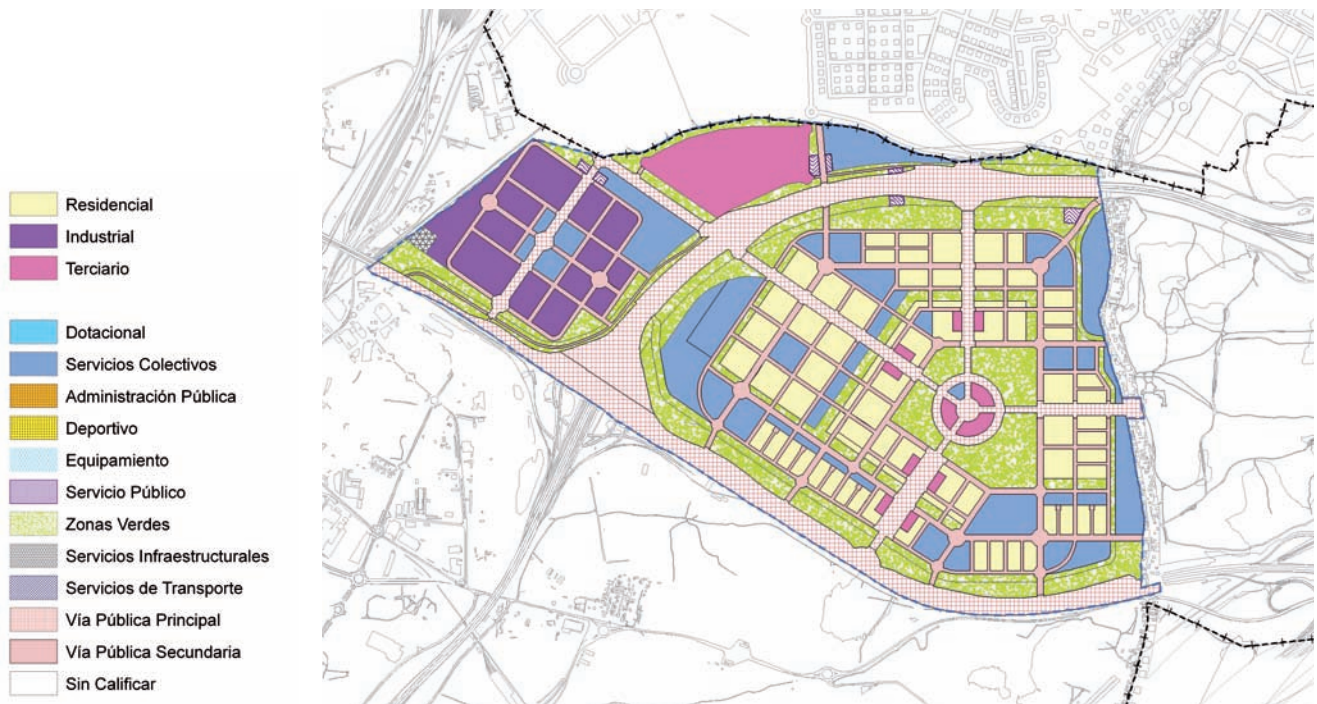 Residencial
Industrial
Terciario
Dotacional
Servicios Colectivos
Administración Pública
Deportivo
Equipamiento
Servicio Público
Zonas Verdes
Servicios Infraestructurales
Servicios de Transporte
Vía Pública Principal
Vía Pública Secundaria
Sin Calificar